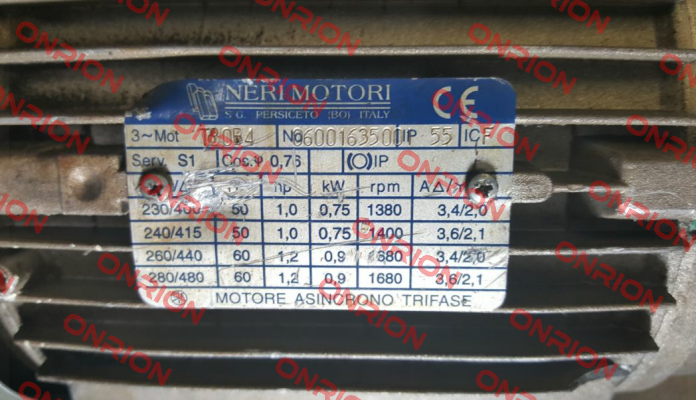 NERI MOTORI
S.G. PERSICETO (BO) ITALY
CE
3~Mot T80B4 No IP 55 ICF
Serv. S1 Cos.φ 0,76 IP
hp kW rpm
230/400 50 1,0 0,75 1380 3,4/2,0
240/415 50 1,0 0,75 1400 3,6/2,1
260/440 60 1,2 0,9 1680 3,4/2,0
280/480 60 1,2 0,9 1680 3,6/2,1
MOTORE ASINCRONO TRIFASE
ONRION